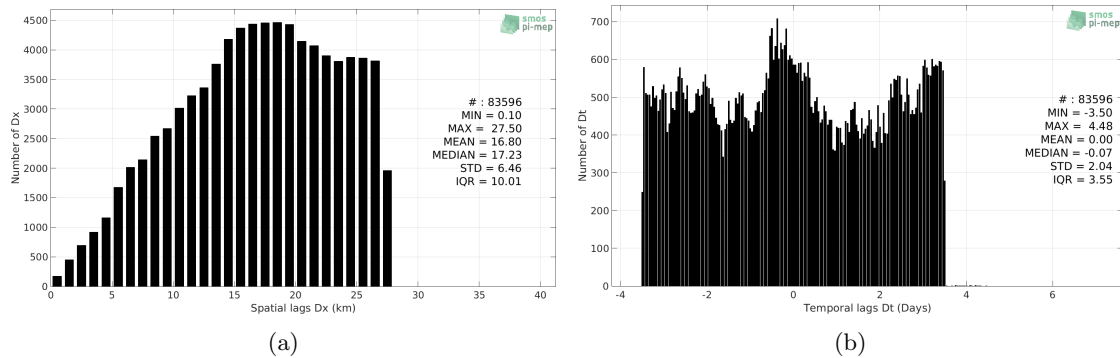 4500
4000
3500
3000
2500
2000
1500
1000
500
0
Number of Dx
smos
pi-mep
# : 83596
MIN = 0.10
MAX = 27.50
MEAN = 16.80
MEDIAN = 17.23
STD = 6.46
IQR = 10.01
0 5 10 15 20 25 30 35 40
Spatial lags Dx (km)
(a)
700
600
500
400
300
200
100
0
Number of Dt
smos
pi-mep
# : 83596
MIN = -3.50
MAX = 4.48
MEAN = 0.00
MEDIAN = -0.07
STD = 2.04
IQR = 3.55
-4 -2 0 2 4 6
Temporal lags Dt (Days)
(b)